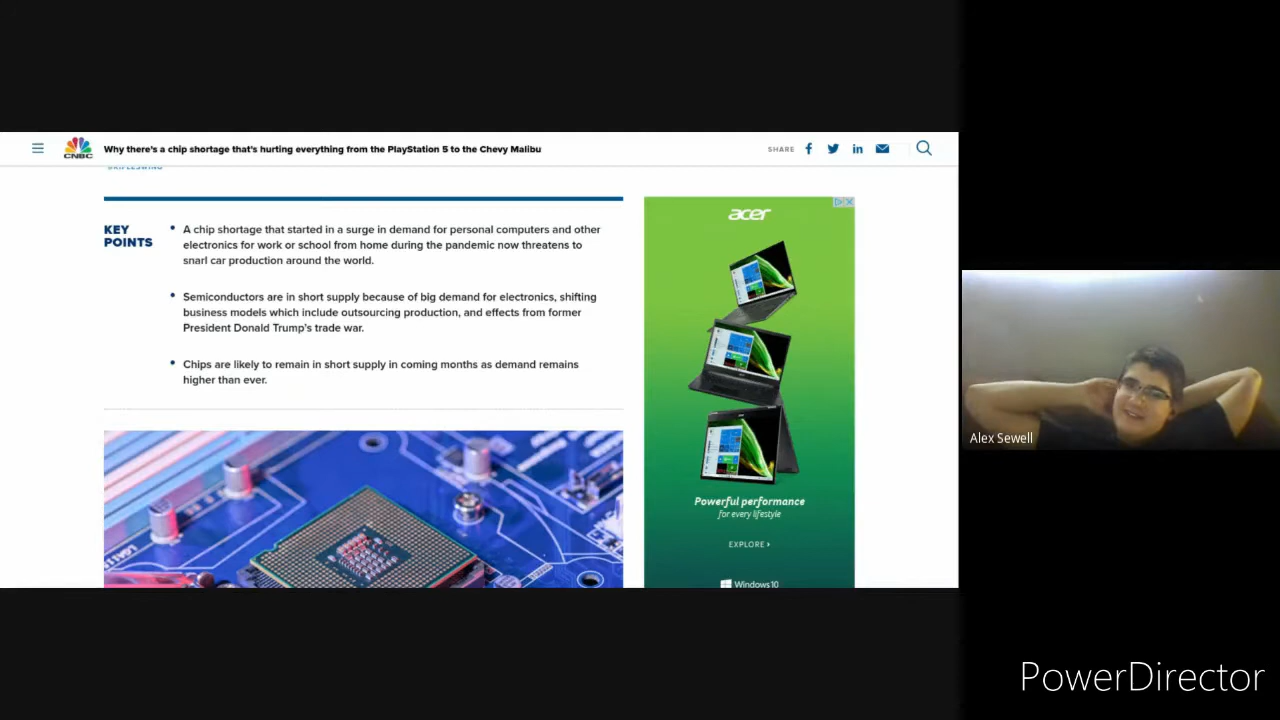 CNBC
Why there's a chip shortage that's hurting everything from the PlayStation 5 to the Chevy Malibu
SHARE
KEY
POINTS
A chip shortage that started in a surge in demand for personal computers and other
electronics for work or school from home during the pandemic now threatens to
snarl car production around the world.
Semiconductors are in short supply because of big demand for electronics, shifting
business models which include outsourcing production, and effects from former
President Donald Trump's trade war.
Chips are likely to remain in short supply in coming months as demand remains
higher than ever.
acer
Powerful performance
for every lifestyle
EXPLORE
Windows10
Alex Sewell
PowerDirector